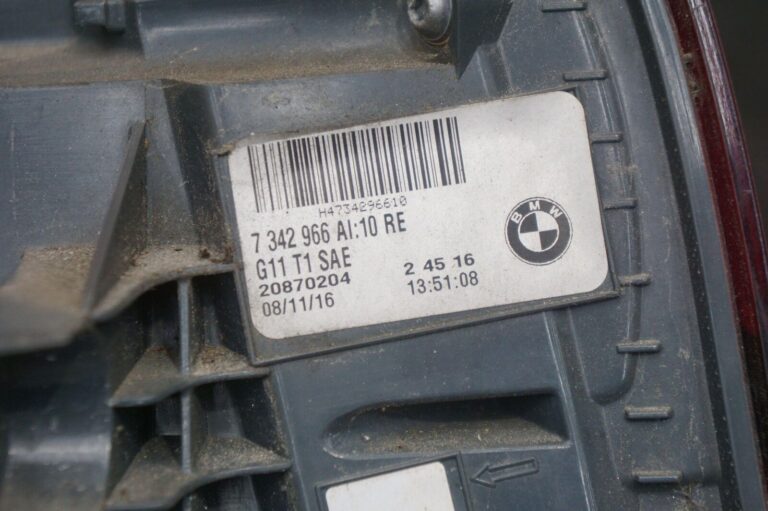 H4734296610
7 342 966 AI:10 RE
G11 T1 SAE
20870204
2 45 16
08/11/16
13:51:08
BMW